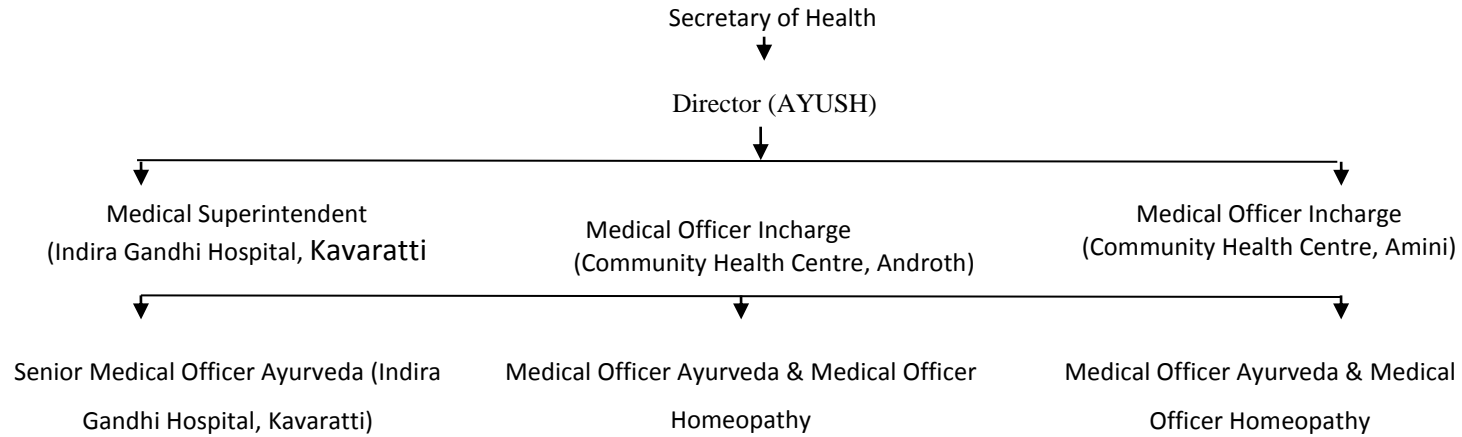 Secretary of Health
Director (AYUSH)
Medical Superintendent
(Indira Gandhi Hospital, Kavaratti
Medical Officer Incharge
(Community Health Centre, Androth)
Medical Officer Incharge
(Community Health Centre, Amini)
Senior Medical Officer Ayurveda (Indira
Gandhi Hospital, Kavaratti)
Medical Officer Ayurveda & Medical Officer
Homeopathy
Medical Officer Ayurveda & Medical
Officer Homeopathy